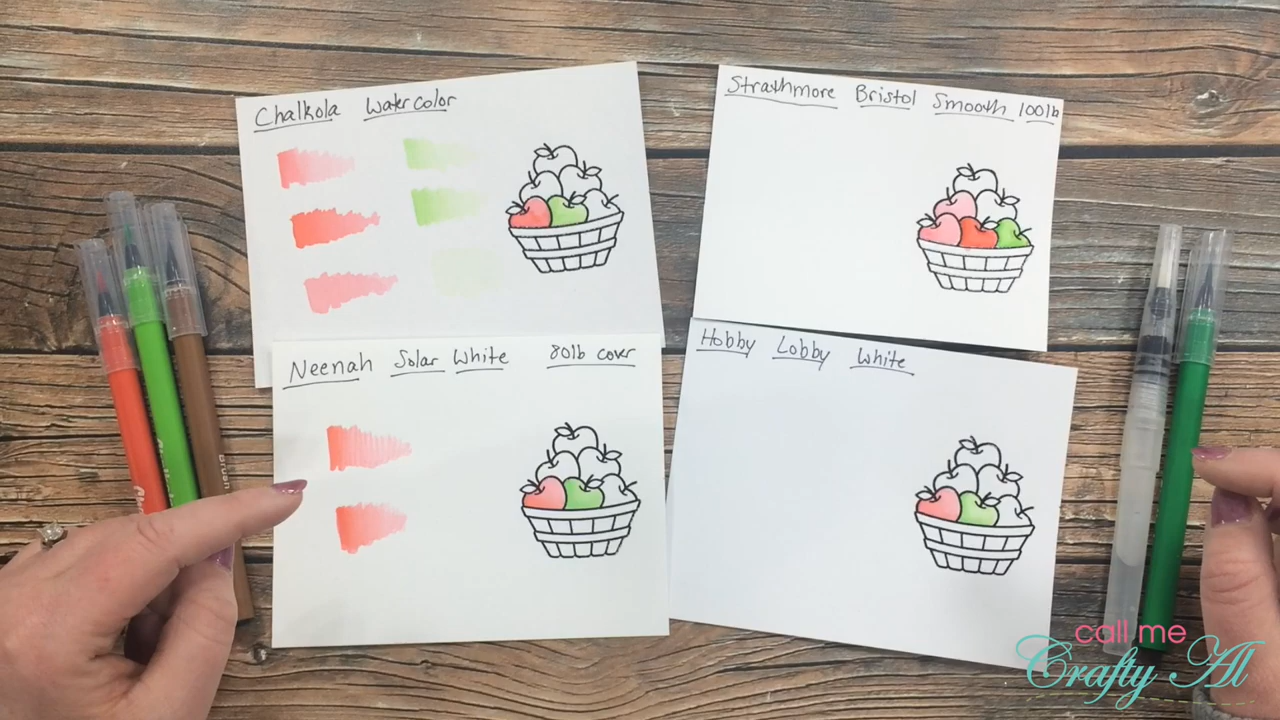 Chalkola Watercolor
Strathmore Bristol Smooth 100lb
Neenah Solar White 80lb cover
Hobby Lobby White
call me
Crafty Al